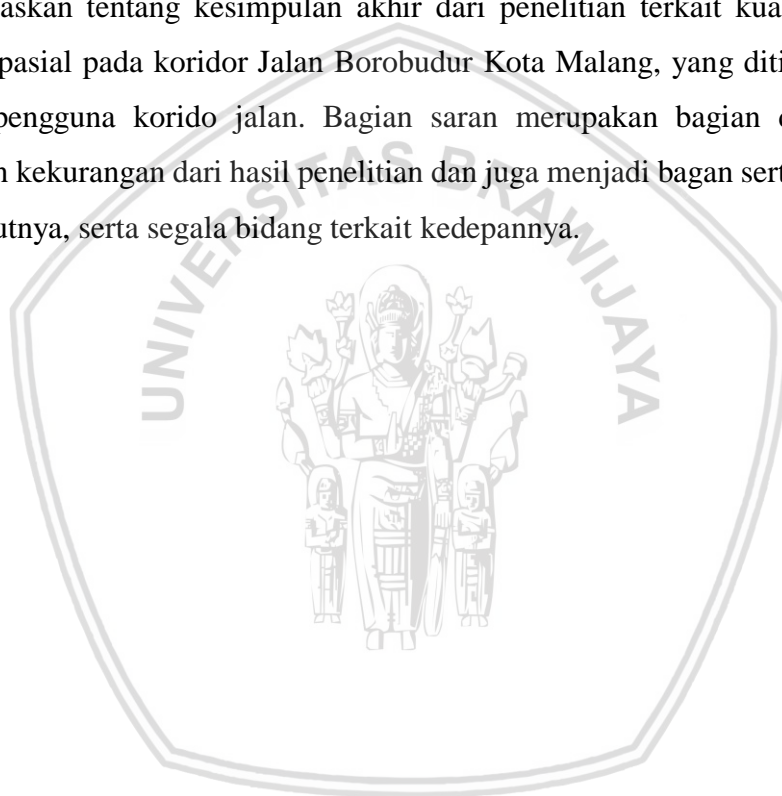 askan tentang kesimpulan akhir dari penelitian terkait kua
pasial pada koridor Jalan Borobudur Kota Malang, yang diti
pengguna korido jalan. Bagian saran merupakan bagian
kekurangan dari hasil penelitian dan juga menjadi bagan sert
utnya, serta segala bidang terkait kedepannya.
UNIVERSITAS BRAWIJAYA